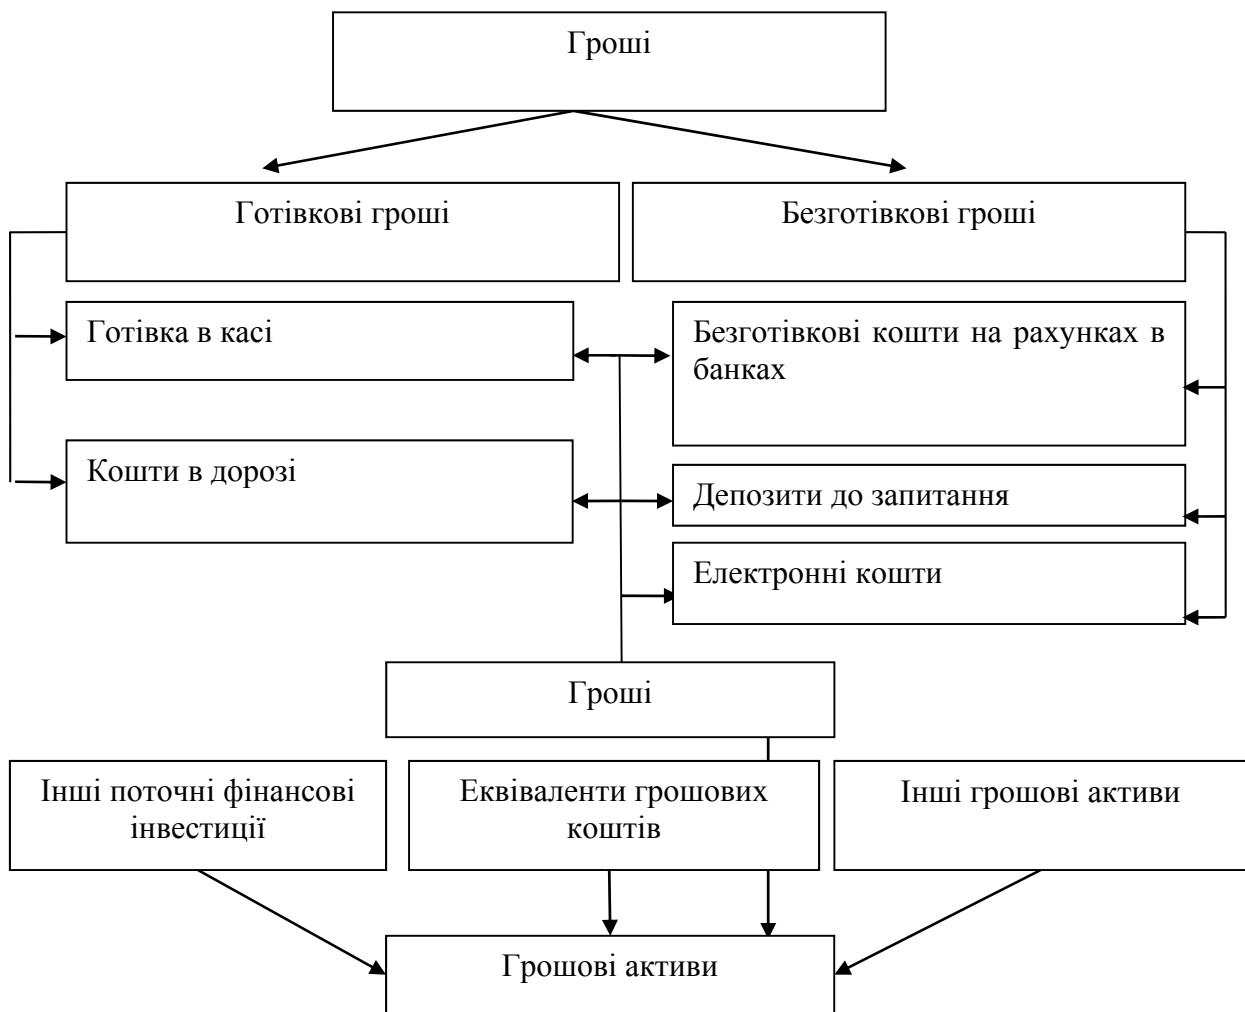 Гроші
Готівкові гроші
Безготівкові гроші
Готівка в касі
Безготівкові кошти на рахунках в
банках
Кошти в дорозі
Депозити до запитання
Електронні кошти
Гроші
Інші поточні фінансові
інвестиції
Еквіваленти грошових
коштів
Інші грошові активи
Грошові активи